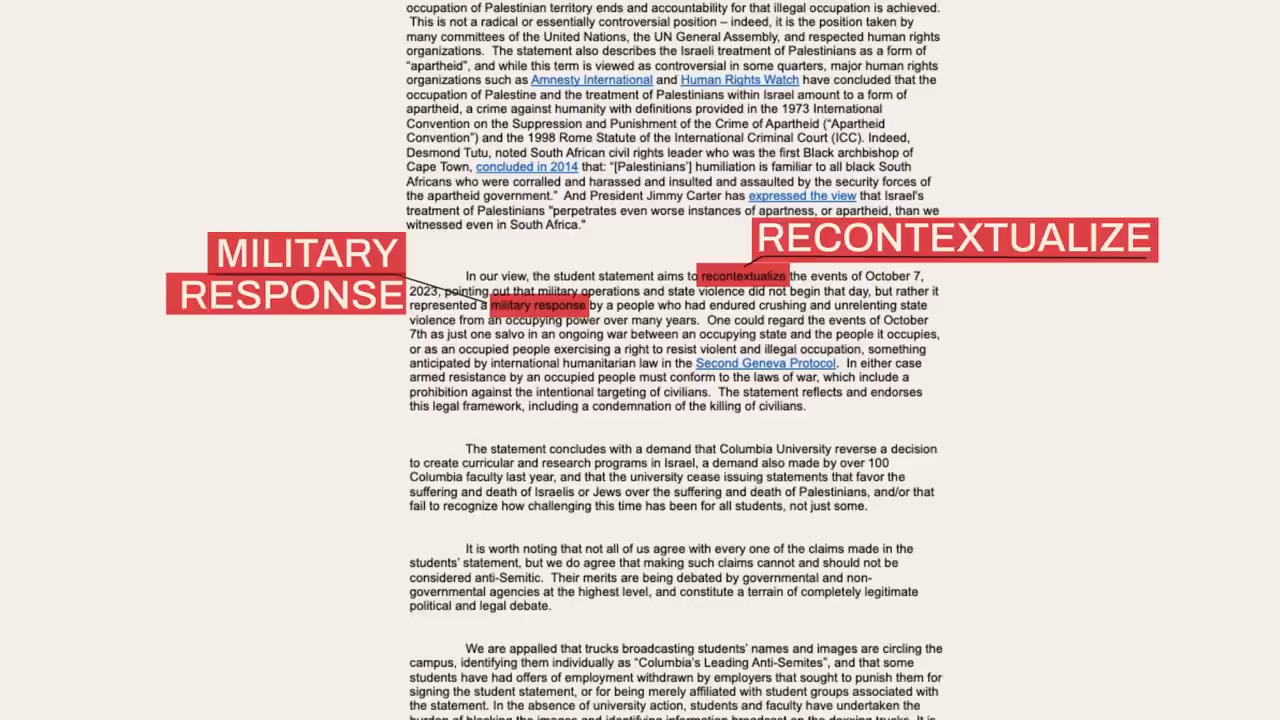 occupation of Palestinian territory ends and accountability for that illegal occupation is achieved.
This is not a radical or essentially controversial position – indeed, it is the position taken by
many committees of the United Nations, the UN General Assembly, and respected human rights
organizations. The statement also describes the Israeli treatment of Palestinians as a form of
“apartheid”, and while this term is viewed as controversial in some quarters, major human rights
organizations such as Amnesty International and Human Rights Watch have concluded that the
occupation of Palestine and the treatment of Palestinians within Israel amount to a form of
apartheid, a crime against humanity with definitions provided in the 1973 International
Convention on the Suppression and Punishment of the Crime of Apartheid (“Apartheid
Convention”) and the 1998 Rome Statute of the International Criminal Court (ICC). Indeed,
Desmond Tutu, noted South African civil rights leader who was the first Black archbishop of
Cape Town, concluded in 2014 that: “[Palestinians’] humiliation is familiar to all black South
Africans who were corralled and harassed and insulted and assaulted by the security forces of
the apartheid government.” And President Jimmy Carter has expressed the view that Israel's
treatment of Palestinians "perpetrates even worse instances of apartness, or apartheid, than we
witnessed even in South Africa.”
RECONTEXTUALIZE
MILITARY
RESPONSE
In our view, the student statement aims to recontextualize the events of October 7,
2023, pointing out that military operations and state violence did not begin that day, but rather it
represented a military response by a people who had endured crushing and unrelenting state
violence from an occupying power over many years. One could regard the events of October
7th as just one salvo in an ongoing war between an occupying state and the people it occupies,
or as an occupied people exercising a right to resist violent and illegal occupation, something
anticipated by international humanitarian law in the Second Geneva Protocol. In either case
armed resistance by an occupied people must conform to the laws of war, which include a
prohibition against the intentional targeting of civilians. The statement reflects and endorses
this legal framework, including a condemnation of the killing of civilians.
The statement concludes with a demand that Columbia University reverse a decision
to create curricular and research programs in Israel, a demand also made by over 100
Columbia faculty last year, and that the university cease issuing statements that favor the
suffering and death of Israelis or Jews over the suffering and death of Palestinians, and/or that
fail to recognize how challenging this time has been for all students, not just some.
It is worth noting that not all of us agree with every one of the claims made in the
students’ statement, but we do agree that making such claims cannot and should not be
considered anti-Semitic. Their merits are being debated by governmental and non-
governmental agencies at the highest level, and constitute a terrain of completely legitimate
political and legal debate.
We are appalled that trucks broadcasting students’ names and images are circling the
campus, identifying them individually as “Columbia’s Leading Anti-Semites”, and that some
students have had offers of employment withdrawn by employers that sought to punish them for
signing the student statement, or for being merely affiliated with student groups associated with
the statement. In the absence of university action, students and faculty have undertaken the
burden of blocking the images and identifying information broadcast on the doxxing trucks. It is